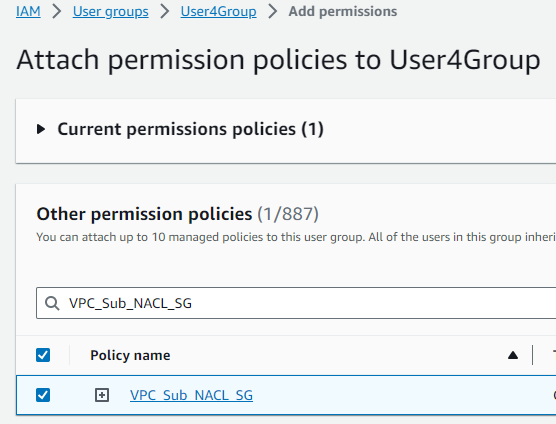 IAM > User groups > User4Group > Add permissions
Attach permission policies to User4Group
Current permissions policies (1)
Other permission policies (1/887)
You can attach up to 10 managed policies to this user group. All of the users in this group
VPC_Sub_NACL_SG
Policy name
VPC_Sub_NACL_SG